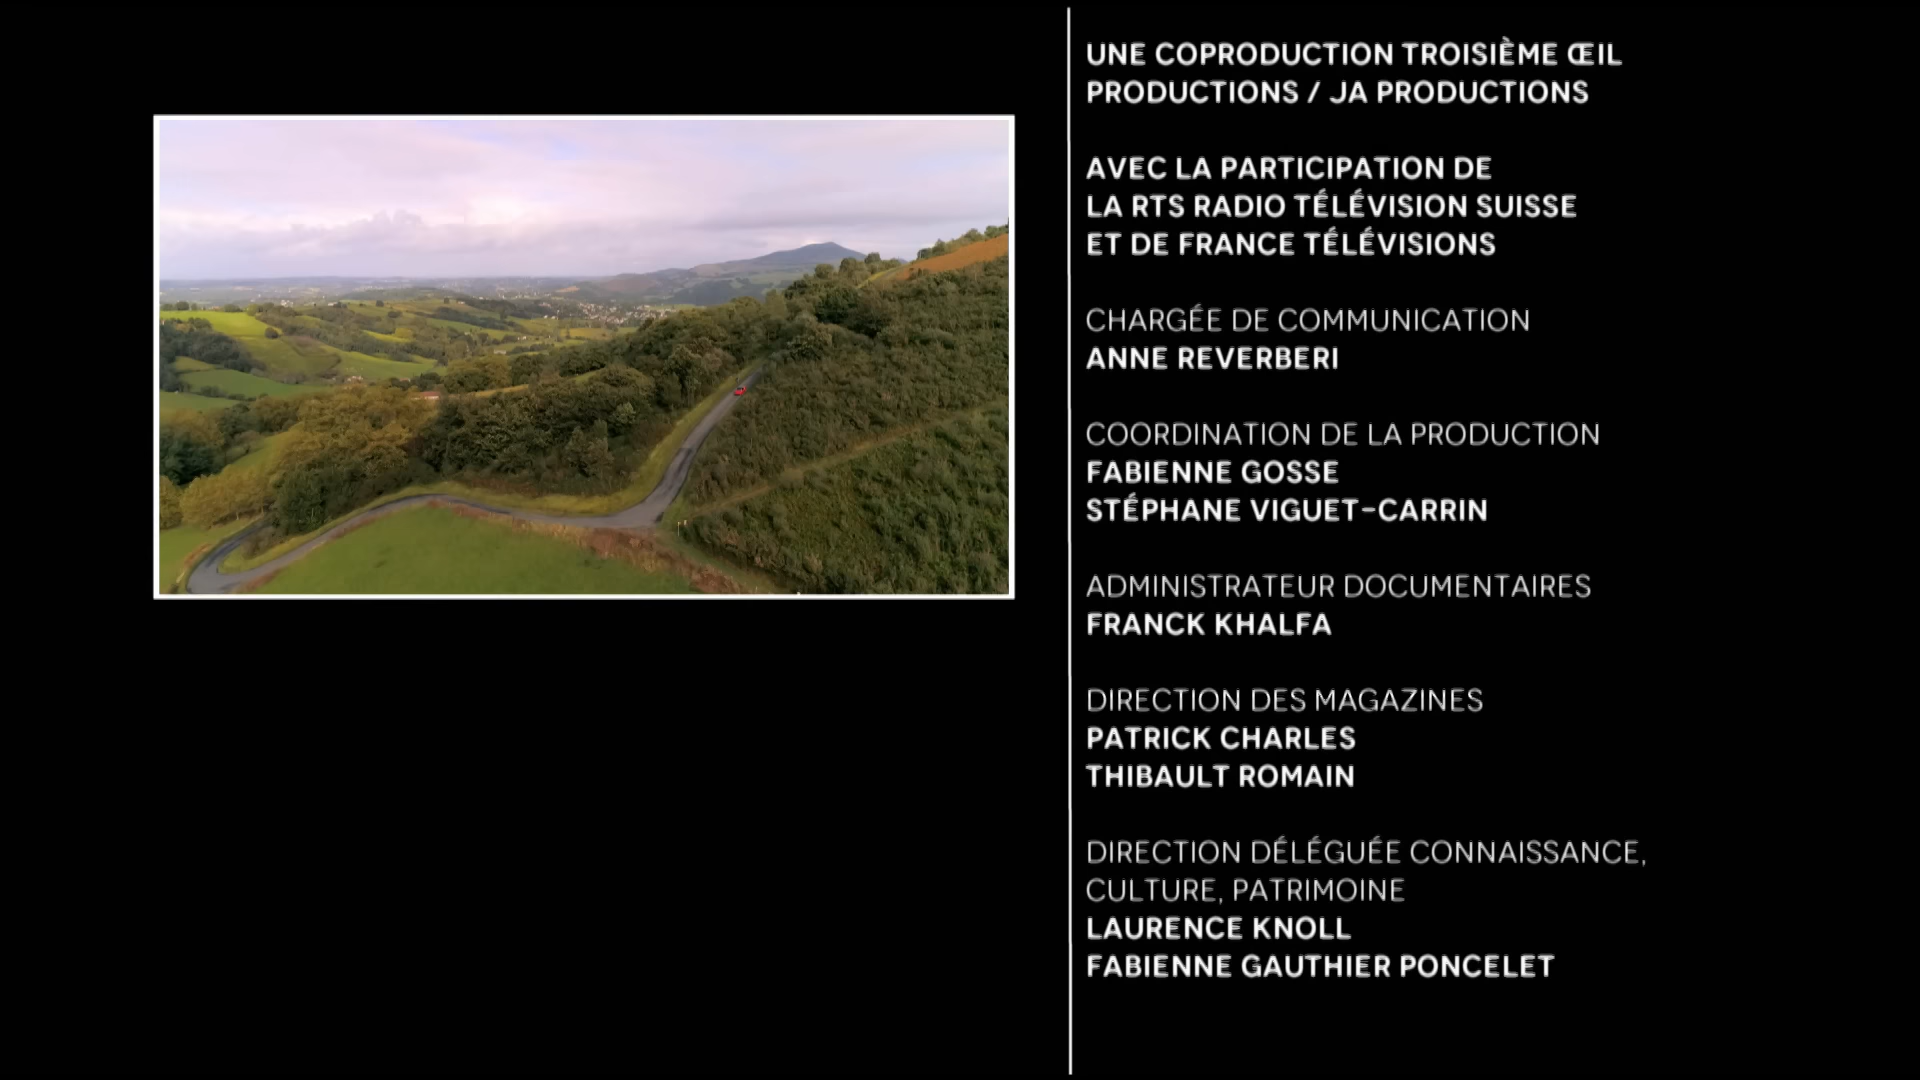 UNE COPRODUCTION TROISIÈME ŒIL
PRODUCTIONS / JA PRODUCTIONS
AVEC LA PARTICIPATION DE
LA RTS RADIO TÉLÉVISION SUISSE
ET DE FRANCE TÉLÉVISIONS
CHARGÉE DE COMMUNICATION
ANNE REVERBERI
COORDINATION DE LA PRODUCTION
FABIENNE GOSSE
STÉPHANE VIGUET-CARRIN
ADMINISTRATEUR DOCUMENTAIRES
FRANCK KHALFA
DIRECTION DES MAGAZINES
PATRICK CHARLES
THIBAULT ROMAIN
DIRECTION DÉLÉGUÉE CONNAISSANCE,
CULTURE, PATRIMOINE
LAURENCE KNOLL
FABIENNE GAUTHIER PONCELET